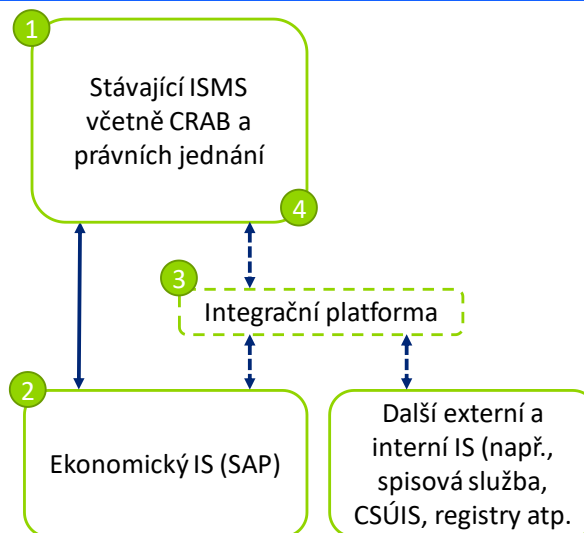 1
Stávající ISMS
včetně CRAB a
právních jednání
4
3
Integrační platforma
2
Ekonomický IS (SAP)
Další externí a
interní IS (např.,
spisová služba,
CSÚIS, registry atp.